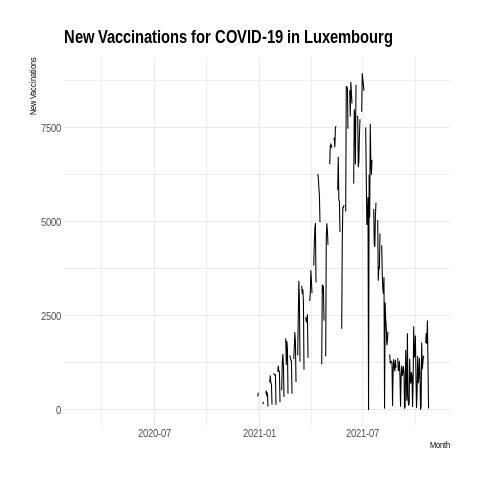 New Vaccinations for COVID-19 in Luxembourg
New Vaccinations
7500
5000
2500
0
2020-07
2021-01
2021-07
Month